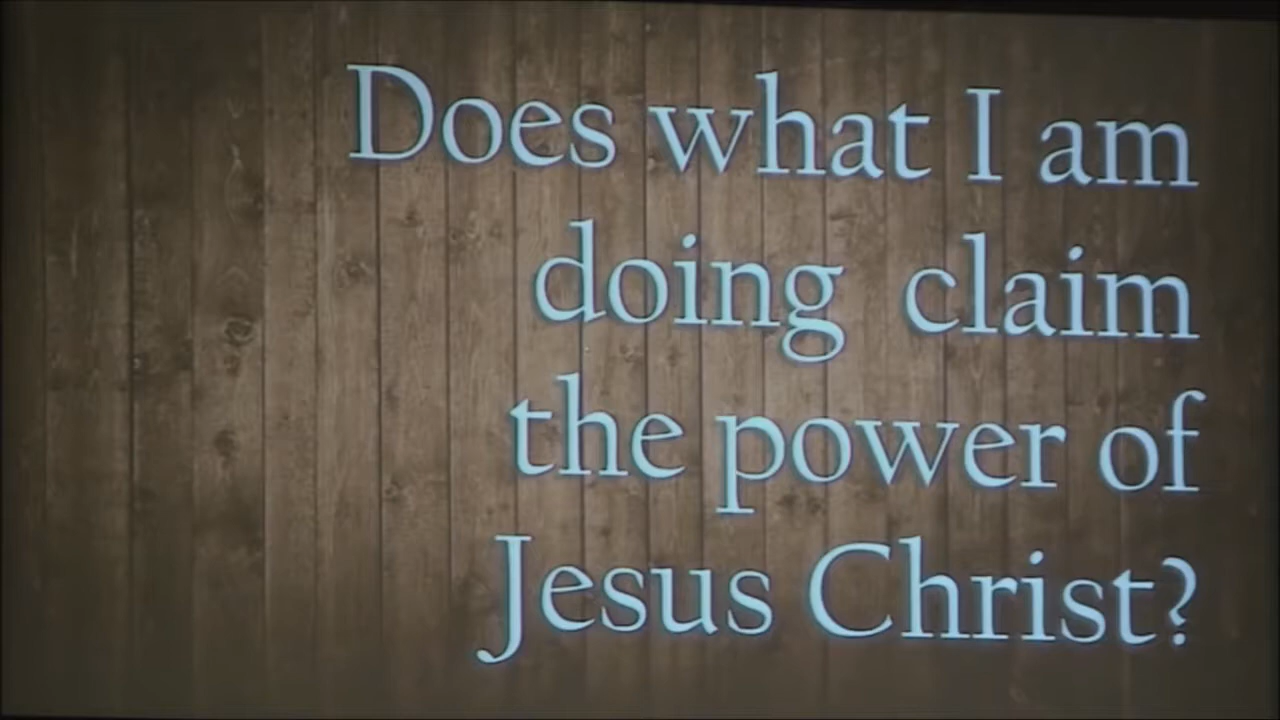 Does what I am
doing claim
the power of
Jesus Christ?